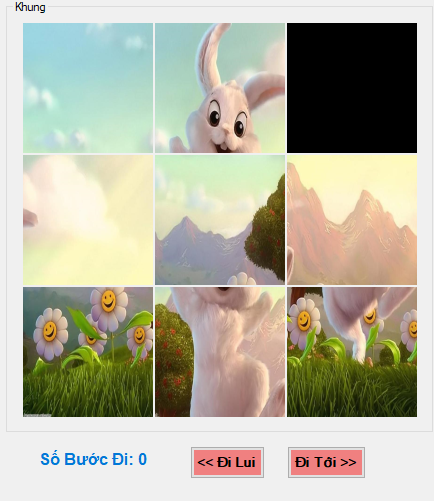 Khung
Số Bước Đi: 0
<< Đi Lui
Đi Tới >>